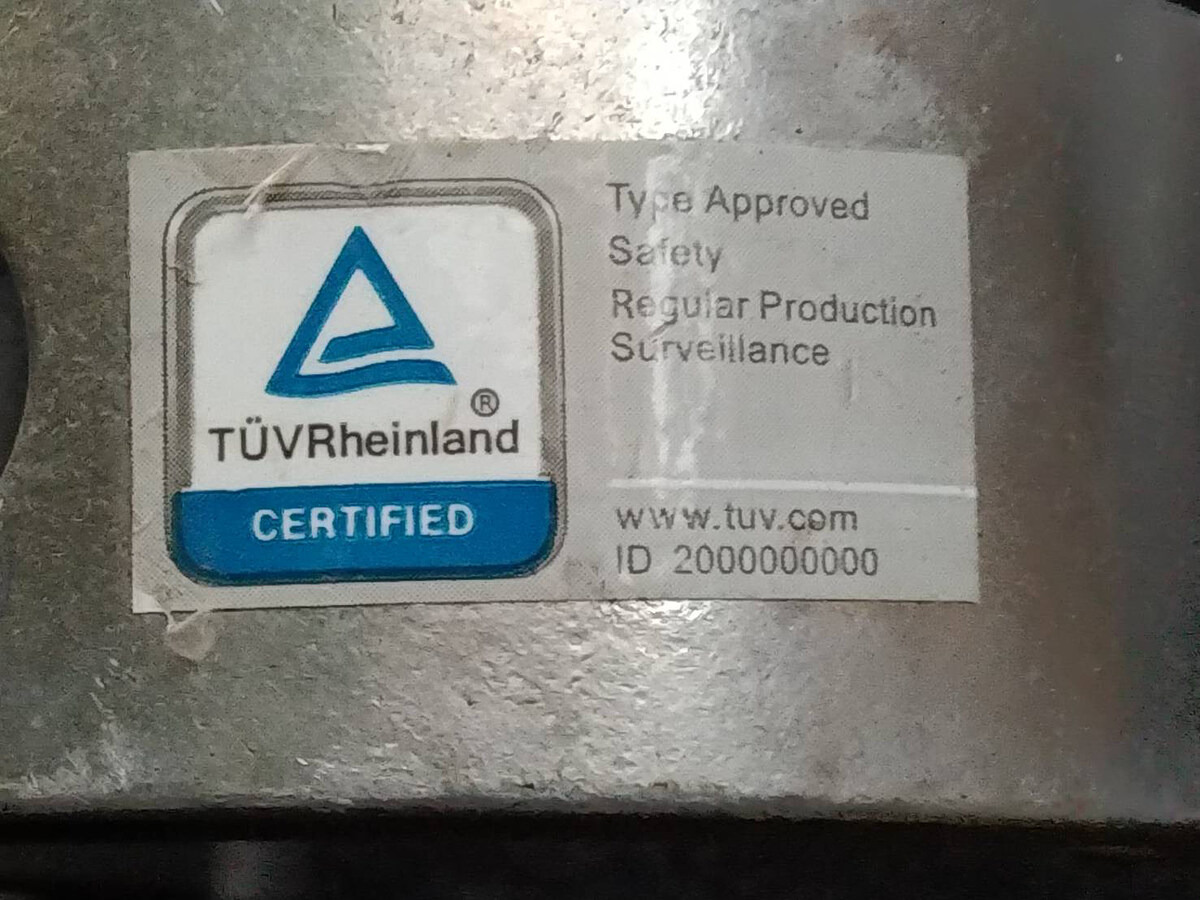 TÜVRheinland®
CERTIFIED
Type Approved
Safety
Regular Production
Surveillance
www.tuv.com
ID 2000000000